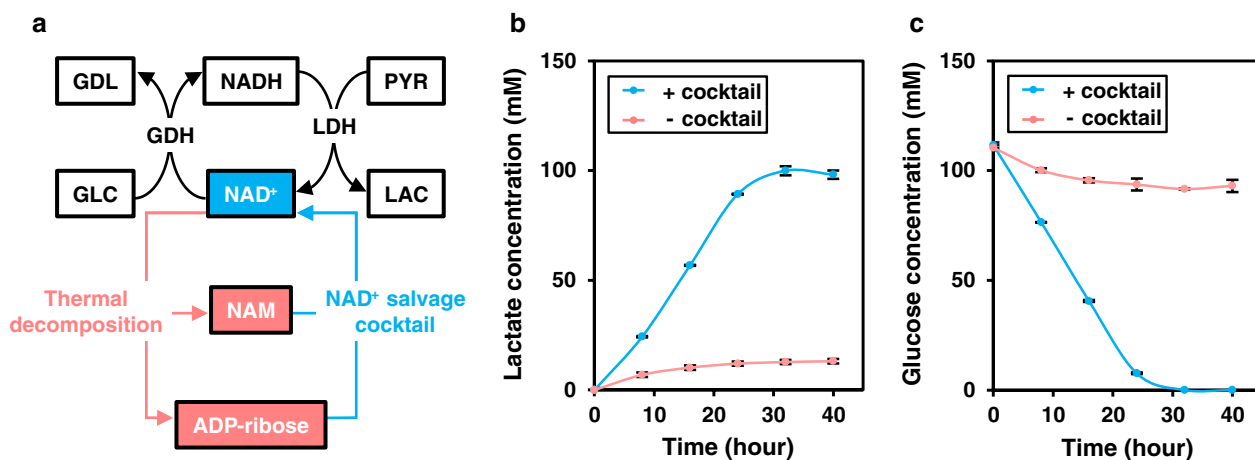 a
GDL
NADH
PYR
GDH
LDH
GLC
NAD⁺
LAC
Thermal
decomposition
NAM
NAD⁺ salvage
cocktail
ADP-ribose
b
Lactate concentration (mM)
150
100
50
0
+ cocktail
- cocktail
0 10 20 30 40
Time (hour)
c
Glucose concentration (mM)
150
100
50
0
+ cocktail
- cocktail
0 10 20 30 40
Time (hour)